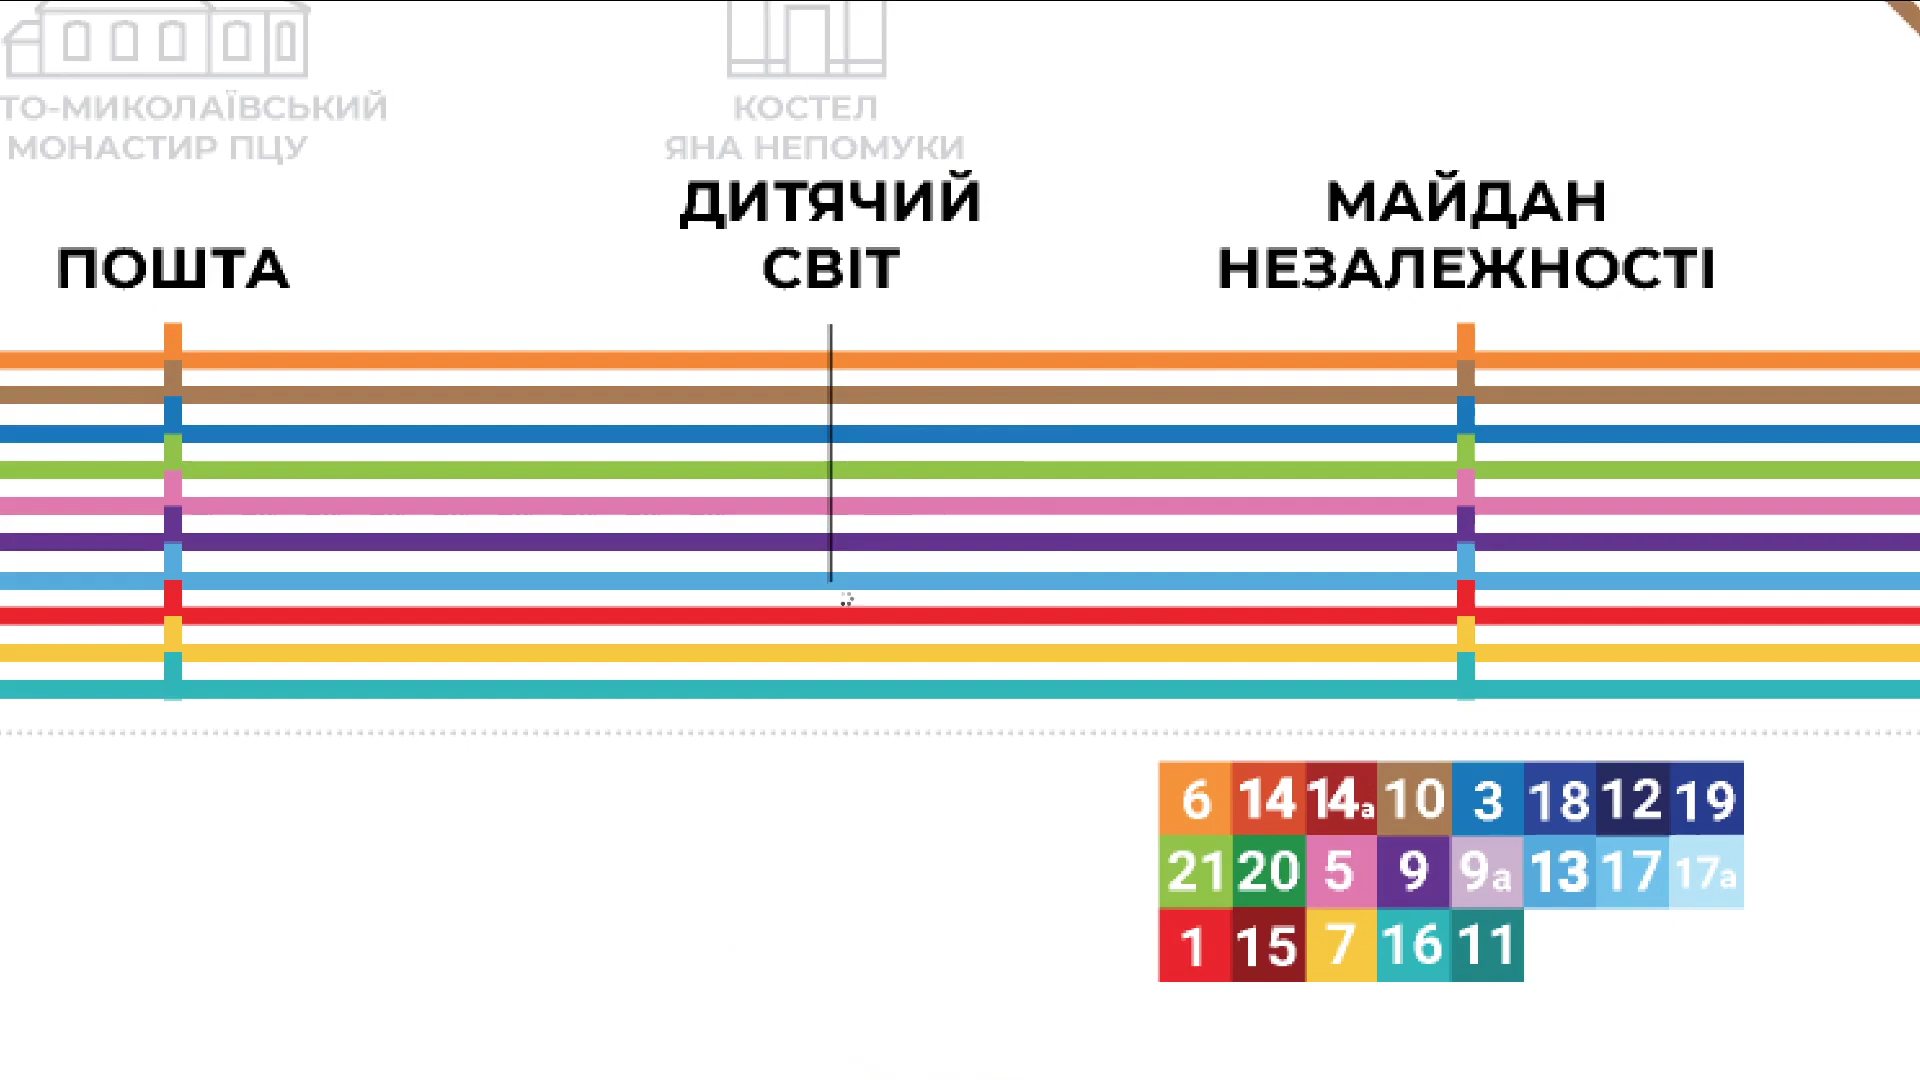 ТО-МИКОЛАЇВСЬКИЙ
МОНАСТИР ПЦУ
КОСТЕЛ
ЯНА НЕПОМУКИ
ПОШТА
ДИТЯЧИЙ
СВІТ
МАЙДАН
НЕЗАЛЕЖНОСТІ
6 14 14а 10 3 18 12 19
21 20 5 9 9а 13 17 17а
1 15 7 16 11